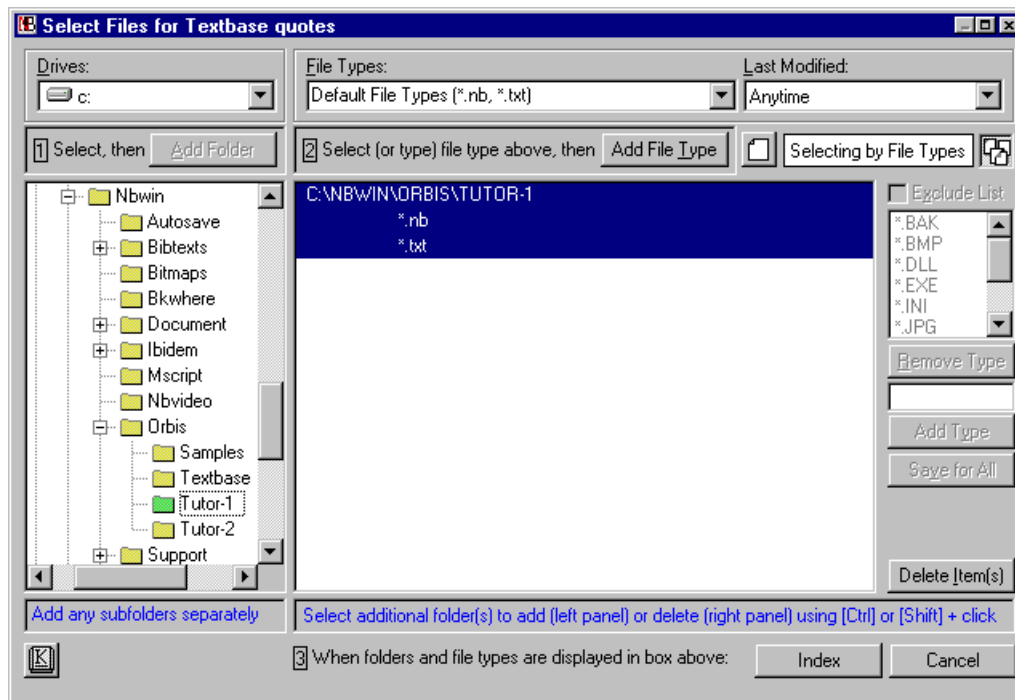 Select Files for Textbase quotes
Drives:
c:
File Types:
Default File Types (*.nb, *.txt)
Last Modified:
Anytime
1 Select, then Add Folder
2 Select (or type) file type above, then Add File Type
Selecting by File Types
Nbwin
Autosave
Bibtexts
Bitmaps
Bkwhere
Document
Ibidem
Mscript
Nbvideo
Orbis
Samples
Textbase
Tutor-1
Tutor-2
Support
C:\NBWIN\ORBIS\TUTOR-1
*.nb
*.txt
Exclude List
*.BAK
*.BMP
*.DLL
*.EXE
*.INI
*.JPG
Remove Type
Add Type
Save for All
Delete Item(s)
Add any subfolders separately
Select additional folder(s) to add (left panel) or delete (right panel) using [Ctrl] or [Shift] + click
K
3 When folders and file types are displayed in box above:
Index
Cancel